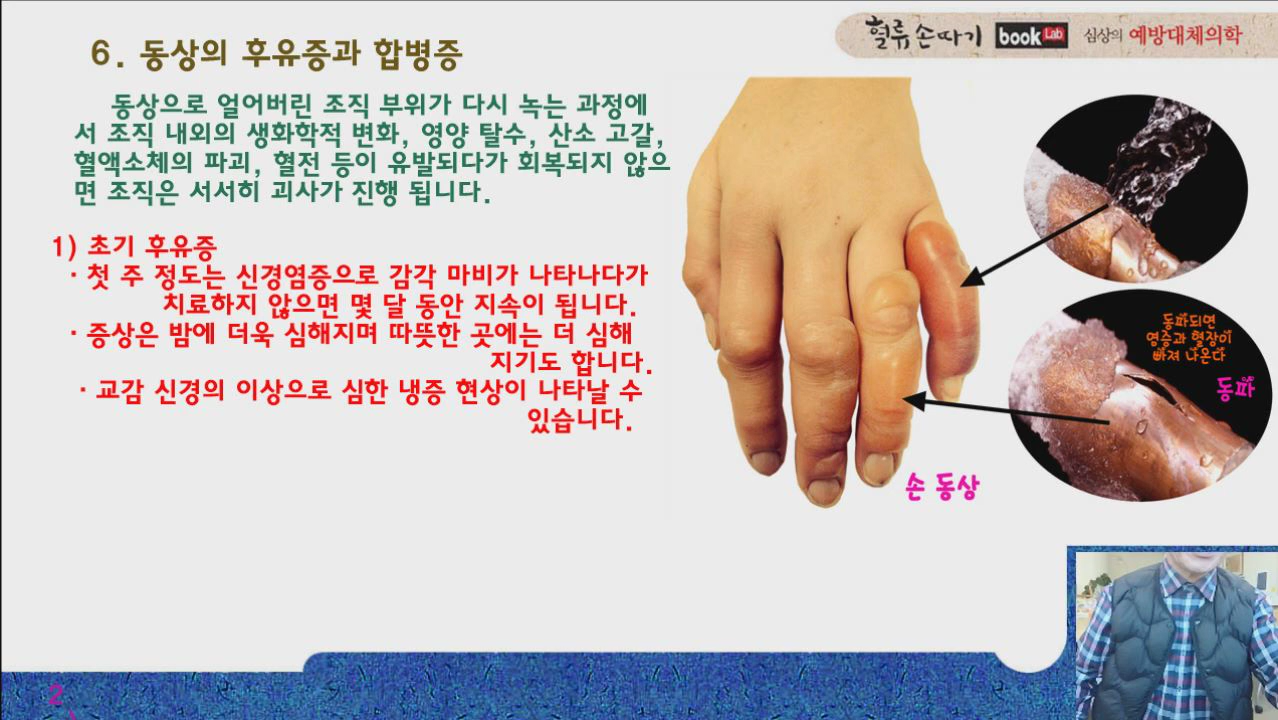 혈류 손따기 book Lab 심상의 예방대체의학
6. 동상의 후유증과 합병증
동상으로 얼어버린 조직 부위가 다시 녹는 과정에
서 조직 내외의 생화학적 변화, 영양 탈수, 산소 고갈,
혈액소체의 파괴, 혈전 등이 유발되다가 회복되지 않으
면 조직은 서서히 괴사가 진행 됩니다.
1) 초기 후유증
· 첫 주 정도는 신경염증으로 감각 마비가 나타나다가
치료하지 않으면 몇 달 동안 지속이 됩니다.
· 증상은 밤에 더욱 심해지며 따뜻한 곳에는 더 심해
지기도 합니다.
· 교감 신경의 이상으로 심한 냉증 현상이 나타날 수
있습니다.
동파되면
염증과 혈장이
빠져 나온다
동파
손 동상
2